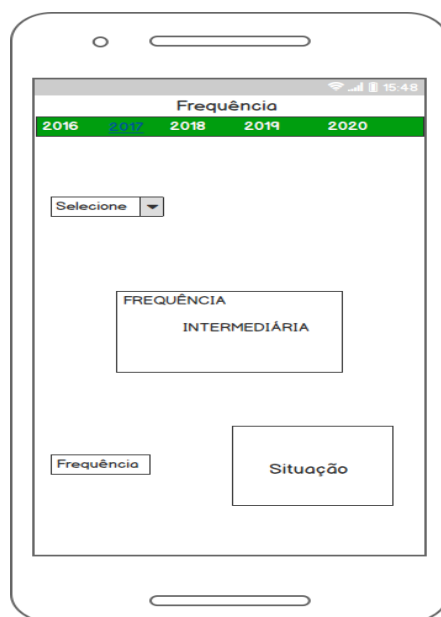 15:48
Frequência
2016 2017 2018 2019 2020
Selecione
FREQUÊNCIA
INTERMEDIÁRIA
Frequência
Situação